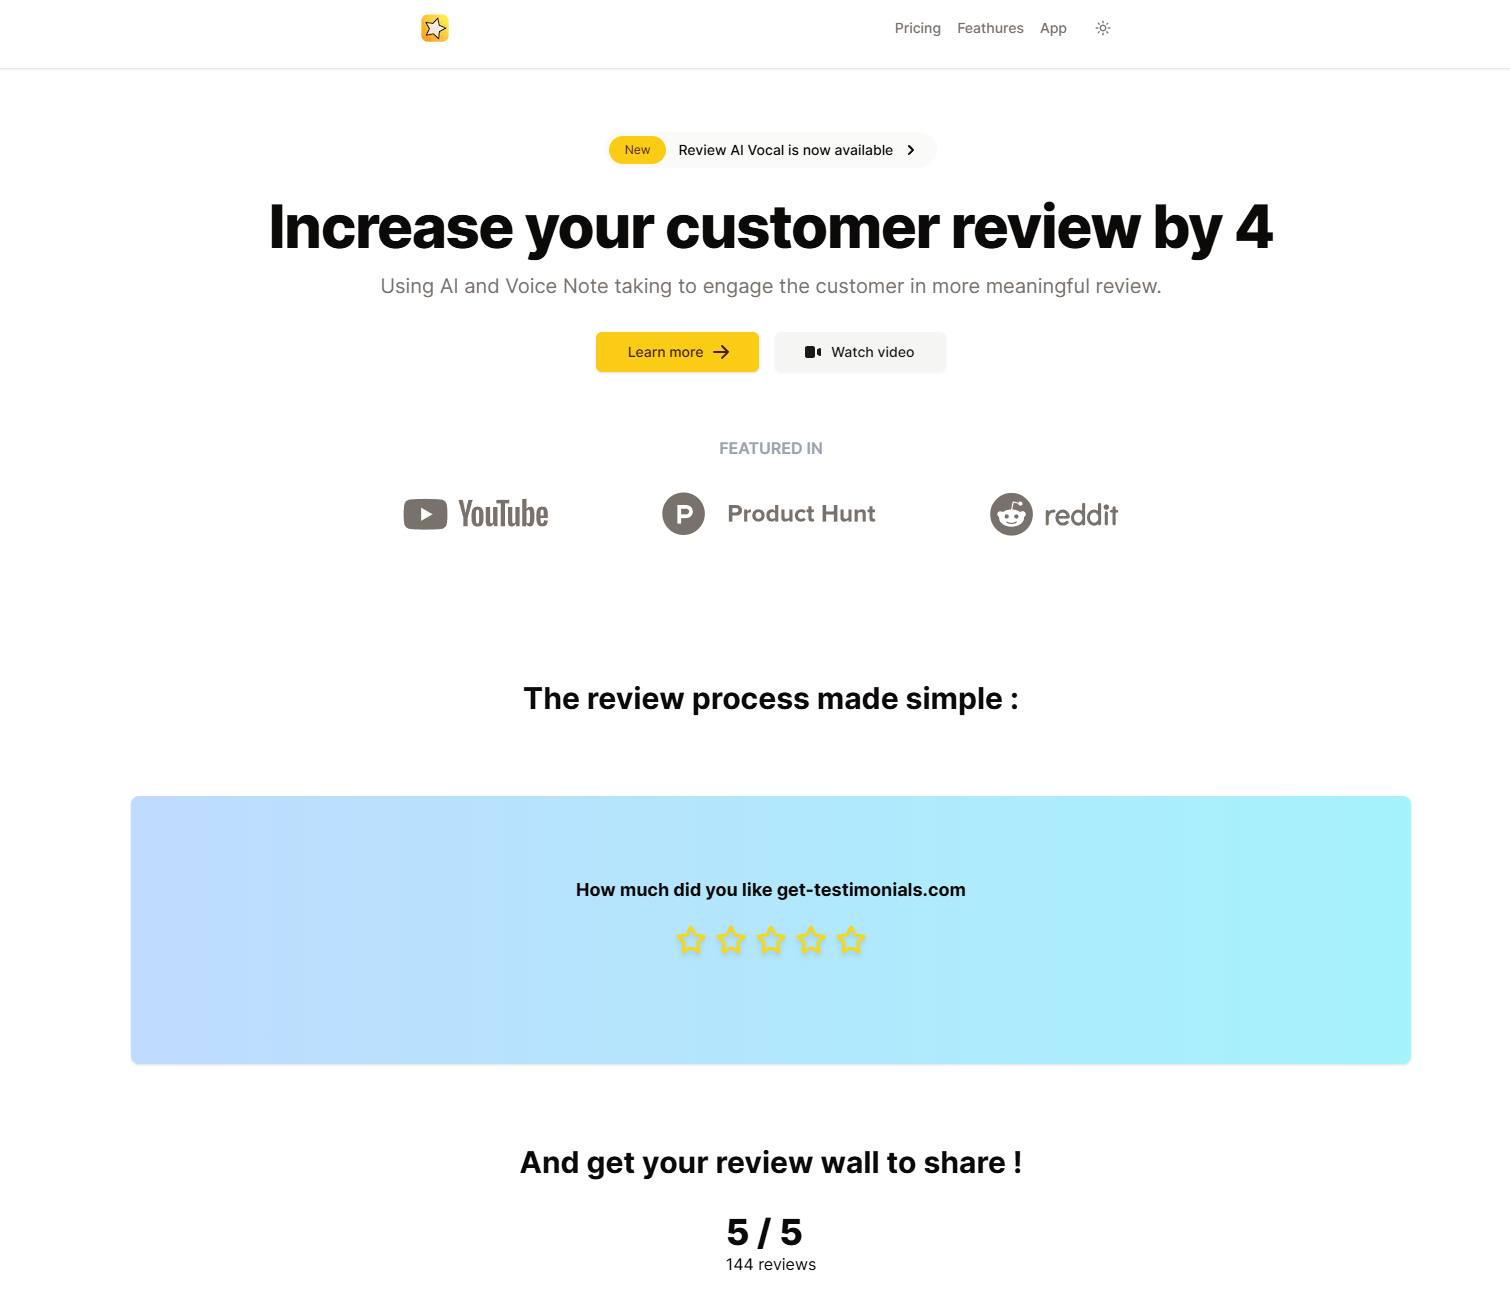 Pricing Feathures App
New Review AI Vocal is now available
Increase your customer review by 4
Using AI and Voice Note taking to engage the customer in more meaningful review.
Learn more Watch video
FEATURED IN
YouTube P Product Hunt reddit
The review process made simple :
How much did you like get-testimonials.com
And get your review wall to share !
5 / 5
144 reviews